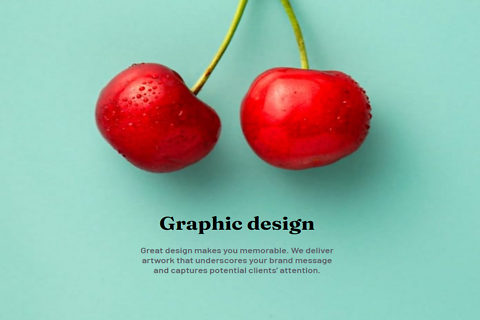 Graphic design
Great design makes you memorable. We deliver
artwork that underscores your brand message
and captures potential clients' attention.